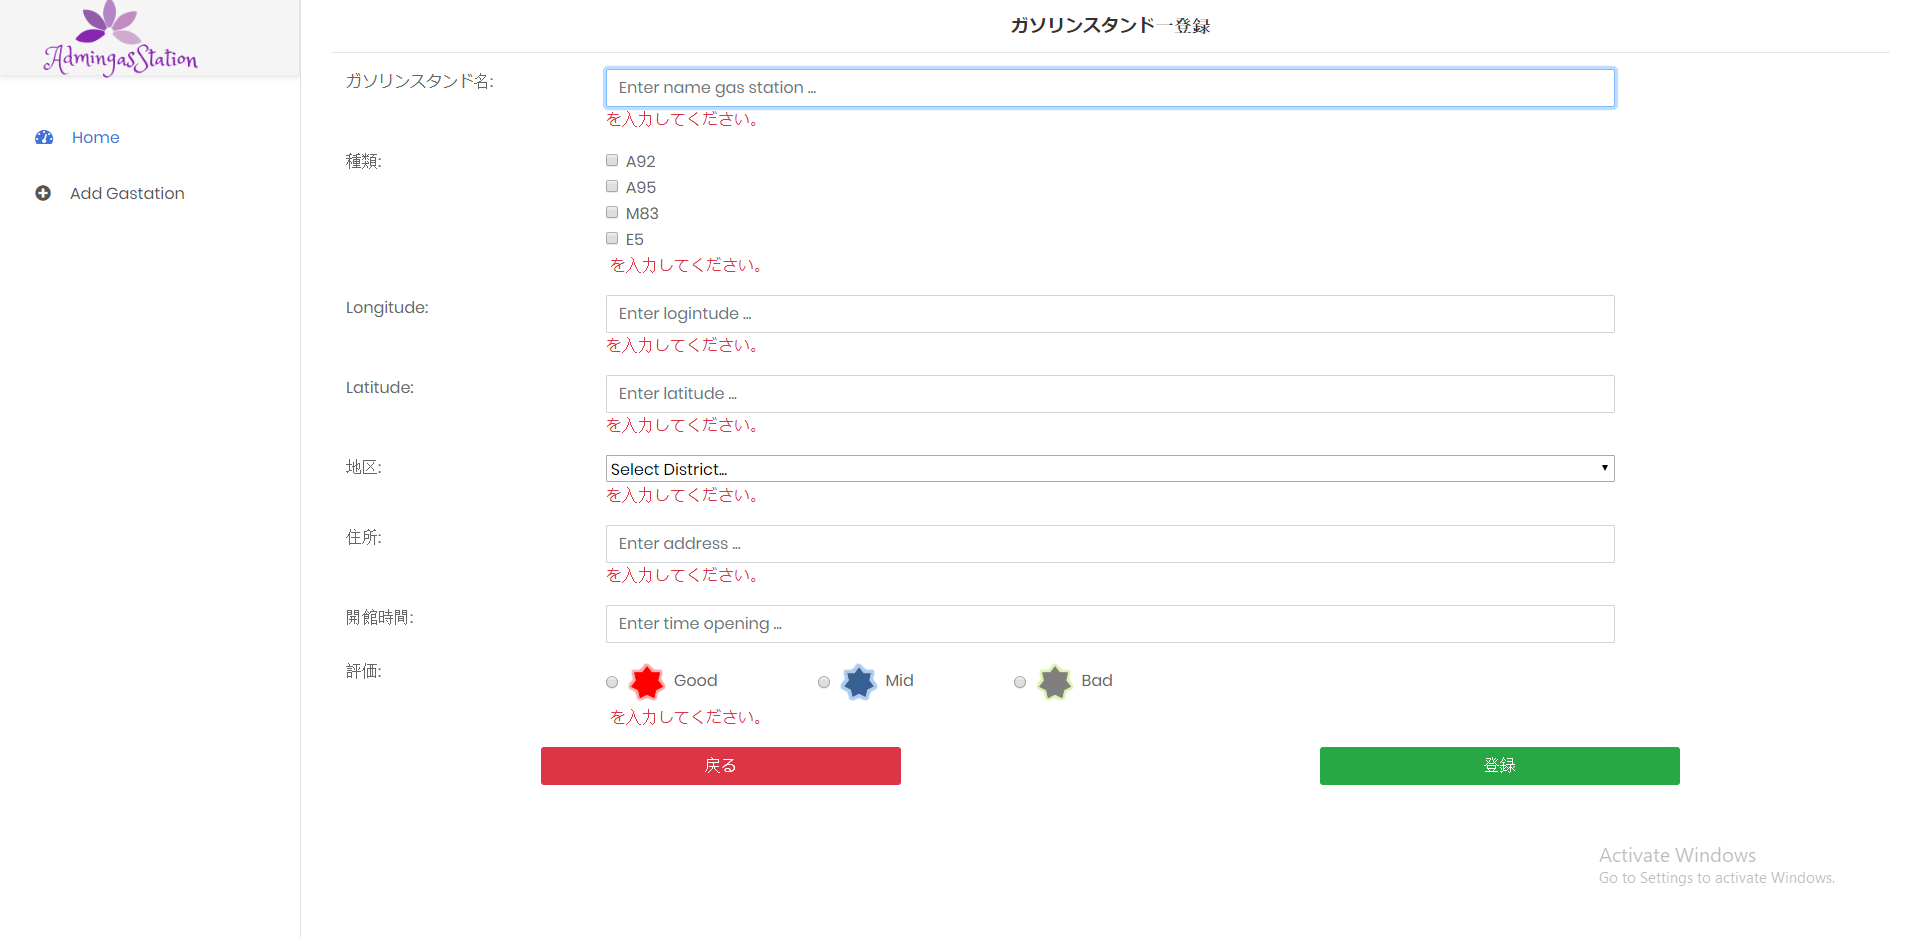 AdmingasStation
Home
Add Gastation
ガソリンスタンド一登録
ガソリンスタンド名:
Enter name gas station ...
を入力してください。
種類:
A92
A95
M83
E5
を入力してください。
Longitude:
Enter logintude ...
を入力してください。
Latitude:
Enter latitude ...
を入力してください。
地区:
Select District...
を入力してください。
住所:
Enter address ...
を入力してください。
開館時間:
Enter time opening ...
評価:
Good
Mid
Bad
を入力してください。
戻る
登録
Activate Windows
Go to Settings to activate Windows.